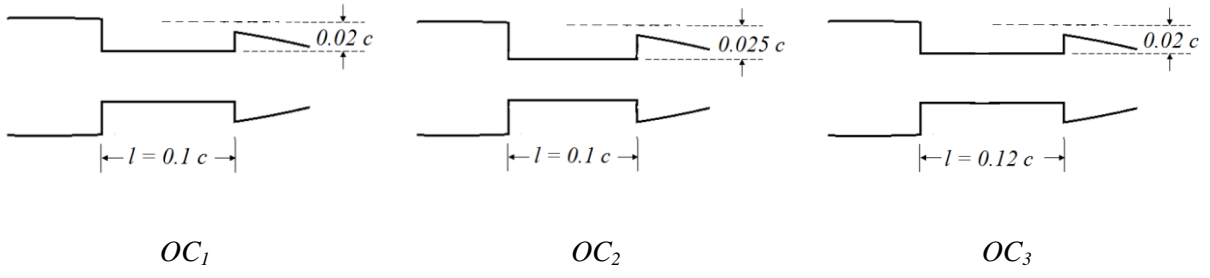 0.02 c
0.025 c
0.02 c
l = 0.1 c
l = 0.1 c
l = 0.12 c
OC₁
OC₂
OC₃